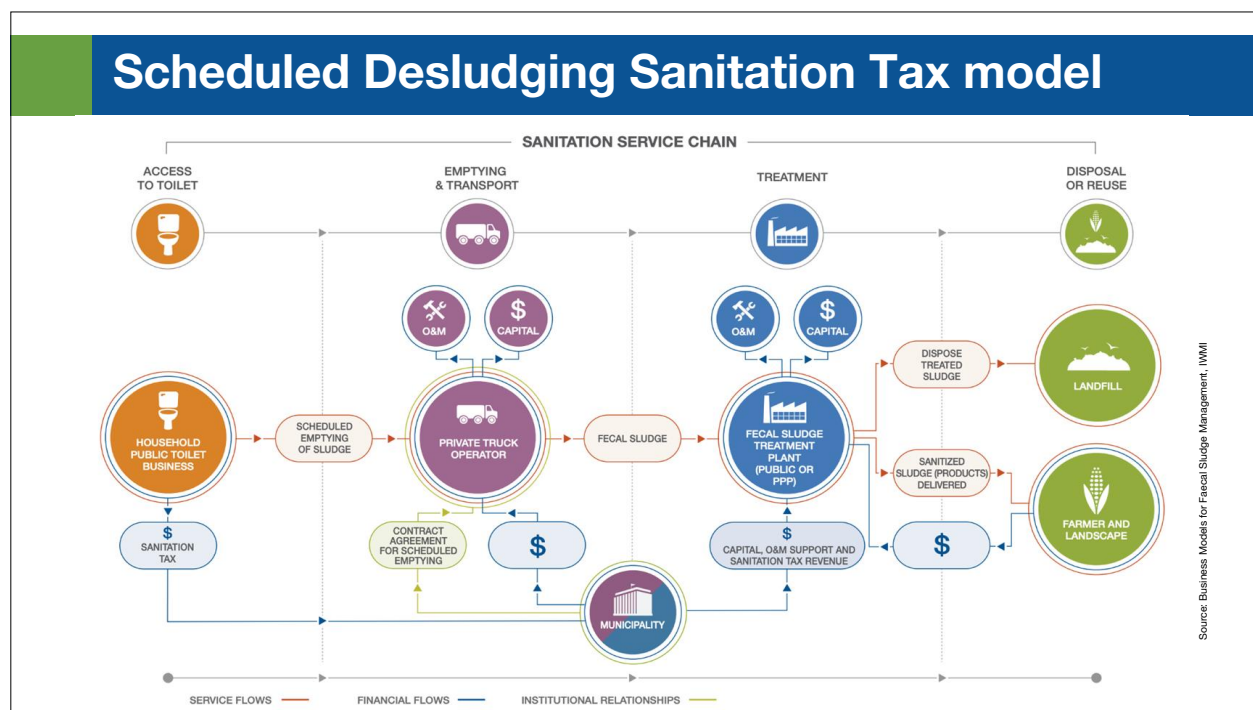 Scheduled Desludging Sanitation Tax model
SANITATION SERVICE CHAIN
ACCESS
TO TOILET
EMPTYING
& TRANSPORT
TREATMENT
DISPOSAL
OR REUSE
O&M
$
CAPITAL
O&M
$
CAPITAL
HOUSEHOLD
PUBLIC TOILET
BUSINESS
SCHEDULED
EMPTYING
OF SLUDGE
PRIVATE TRUCK
OPERATOR
FECAL SLUDGE
FECAL SLUDGE
TREATMENT
PLANT
(PUBLIC OR
PPP)
DISPOSE
TREATED
SLUDGE
LANDFILL
SANITIZED
SLUDGE (PRODUCTS)
DELIVERED
FARMER AND
LANDSCAPE
$
SANITATION
TAX
CONTRACT
AGREEMENT
FOR SCHEDULED
EMPTYING
$
$
CAPITAL, O&M SUPPORT AND
SANITATION TAX REVENUE
$
MUNICIPALITY
SERVICE FLOWS
FINANCIAL FLOWS
INSTITUTIONAL RELATIONSHIPS
Source: Business Models for Faecal Sludge Management, IWMI